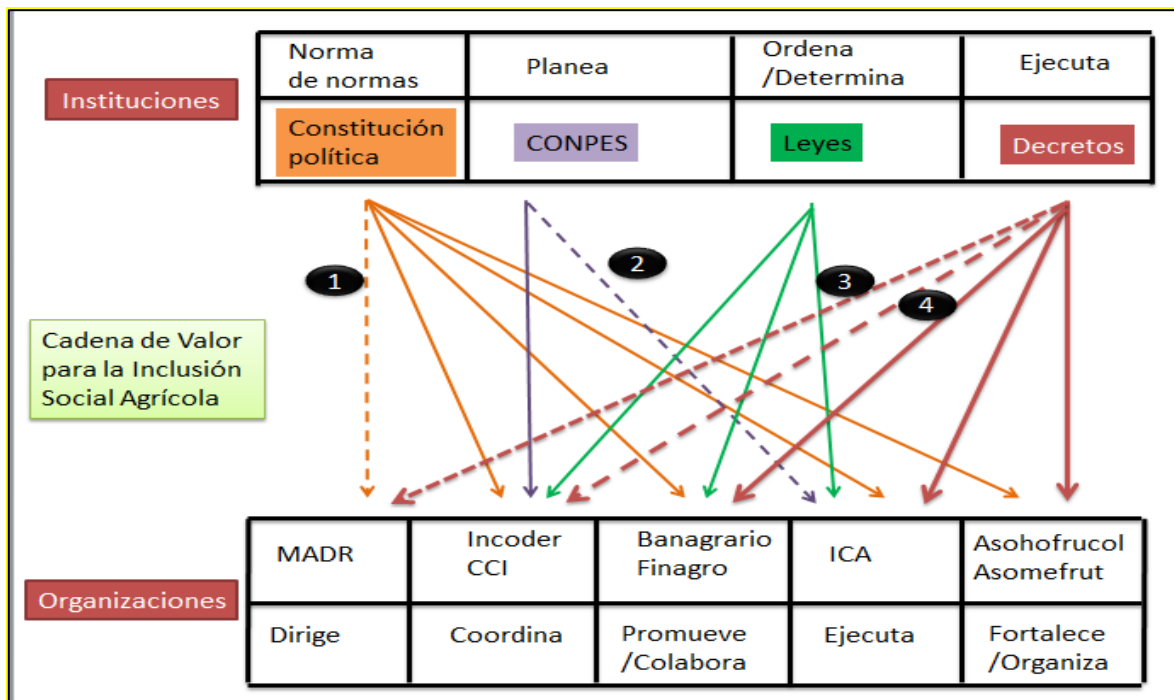 Instituciones
Norma
de normas
Planea
Ordena
/Determina
Ejecuta
Constitución
política
CONPES
Leyes
Decretos
1
2
3
4
Cadena de Valor
para la Inclusión
Social Agrícola
Organizaciones
MADR
Incoder
CCI
Banagrario
Finagro
ICA
Asohofrucol
Asomefrut
Dirige
Coordina
Promueve
/Colabora
Ejecuta
Fortalece
/Organiza